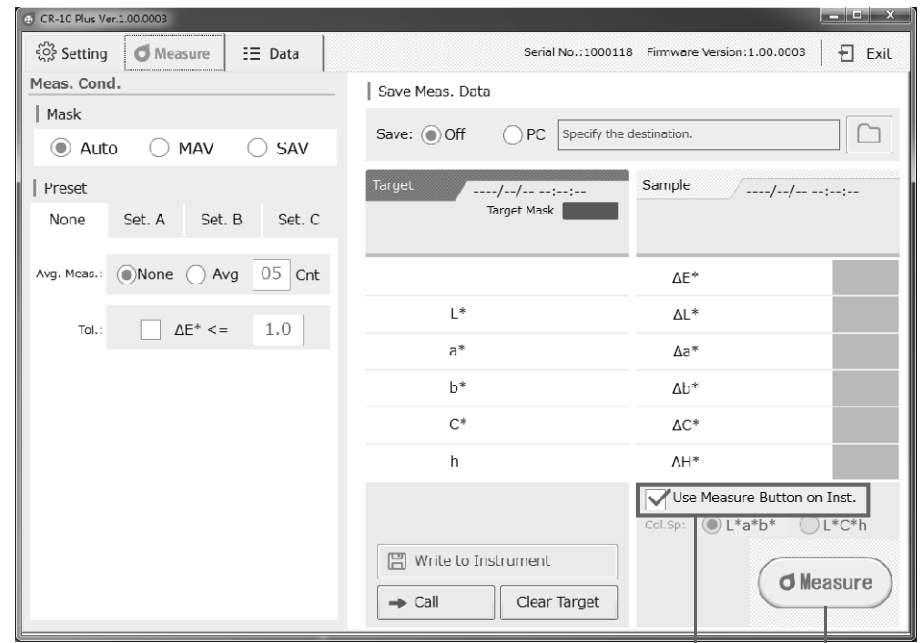 CR-10 Plus Ver.1.00.0003
Setting
Measure
Data
Serial No.:1000118 Firmware Version:1.00.0003
Exit
Meas. Cond.
Mask
Auto MAV SAV
Preset
None Set. A Set. B Set. C
Avg. Meas.: None Avg 05 Cnt
Tol.: ΔE* <= 1.0
Save Meas. Data
Save: Off PC Specify the destination.
Target ----/--/-- --:--:--
Target Mask
Sample ----/--/-- --:--:--
ΔE*
L* ΔL*
a* Δa*
b* Δb*
C* ΔC*
h ΔH*
Use Measure Button on Inst.
Col.Sp: L*a*b* L*C*h
Write to Instrument
Call Clear Target
Measure